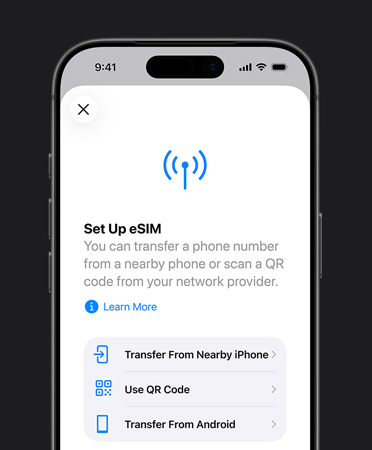 9:41
Set Up eSIM
You can transfer a phone number
from a nearby phone or scan a QR
code from your network provider.
Learn More
Transfer From Nearby iPhone
Use QR Code
Transfer From Android